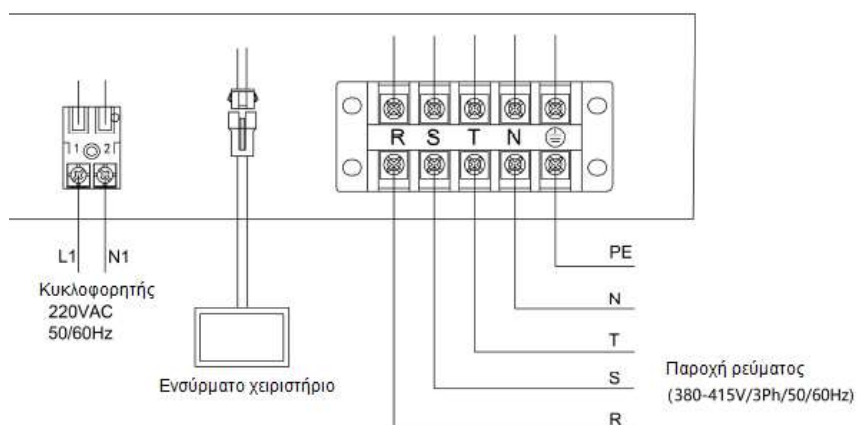 R S T N
1 2
L1 N1
Κυκλοφορητής
220VAC
50/60Hz
Ενσύρματο χειριστήριο
PE
N
T
S
R
Παροχή ρεύματος
(380-415V/3Ph/50/60Hz)